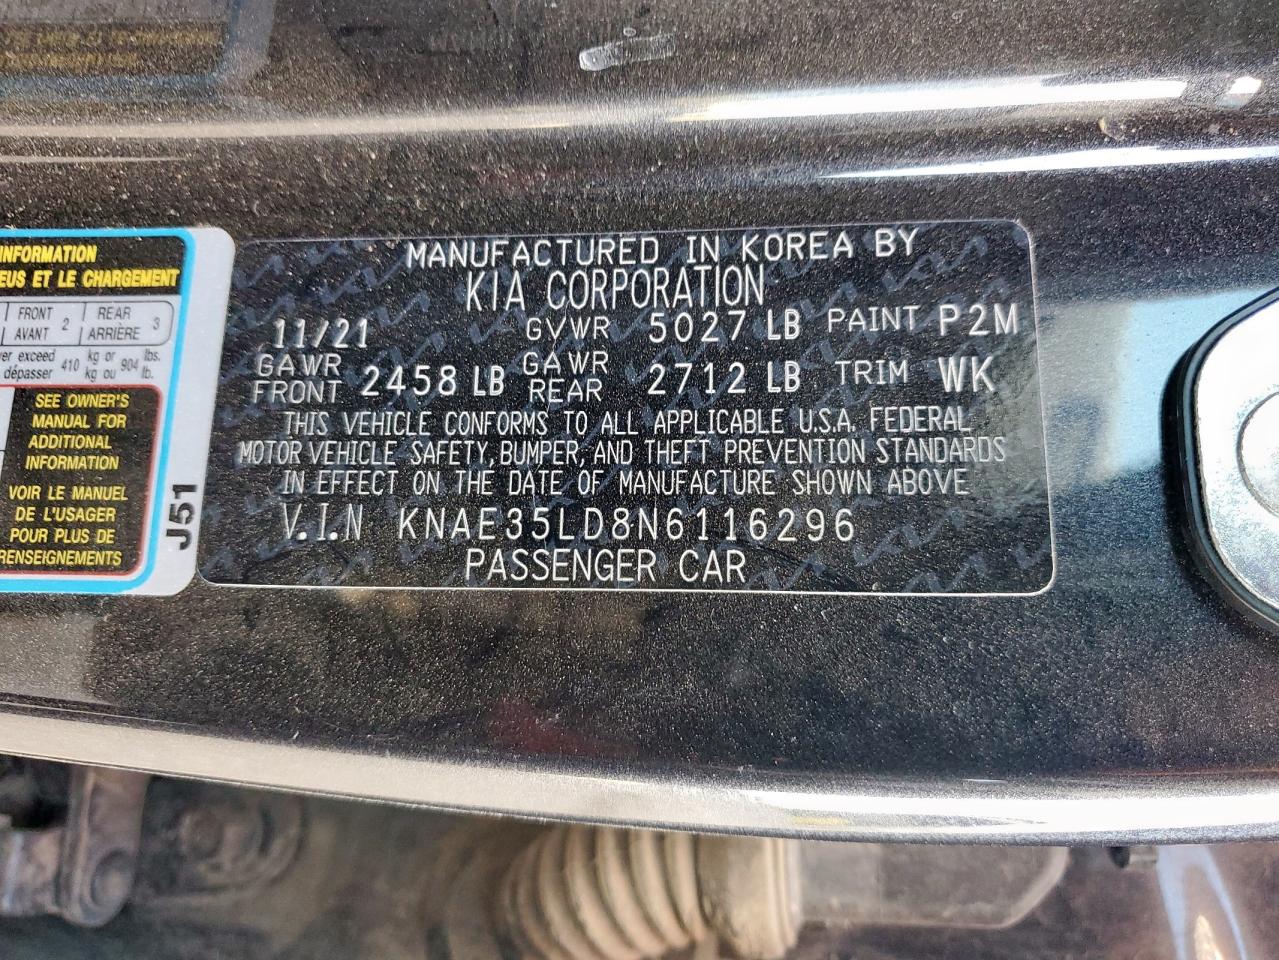 INFORMATION
EUS ET LE CHARGEMENT
FRONT
AVANT 2
REAR
ARRIÈRE 3
er exceed
dépasser 410 kg or
kg ou 904 lbs.
lb.
SEE OWNER'S
MANUAL FOR
ADDITIONAL
INFORMATION
VOIR LE MANUEL
DE L'USAGER
POUR PLUS DE
RENSEIGNEMENTS
J51
MANUFACTURED IN KOREA BY
KIA CORPORATION
11/21 GVWR 5027 LB PAINT P2M
GAWR
FRONT 2458 LB GAWR
REAR 2712 LB TRIM WK
THIS VEHICLE CONFORMS TO ALL APPLICABLE U.S.A. FEDERAL
MOTOR VEHICLE SAFETY, BUMPER, AND THEFT PREVENTION STANDARDS
IN EFFECT ON THE DATE OF MANUFACTURE SHOWN ABOVE
V.I.N KNAE35LD8N6116296
PASSENGER CAR